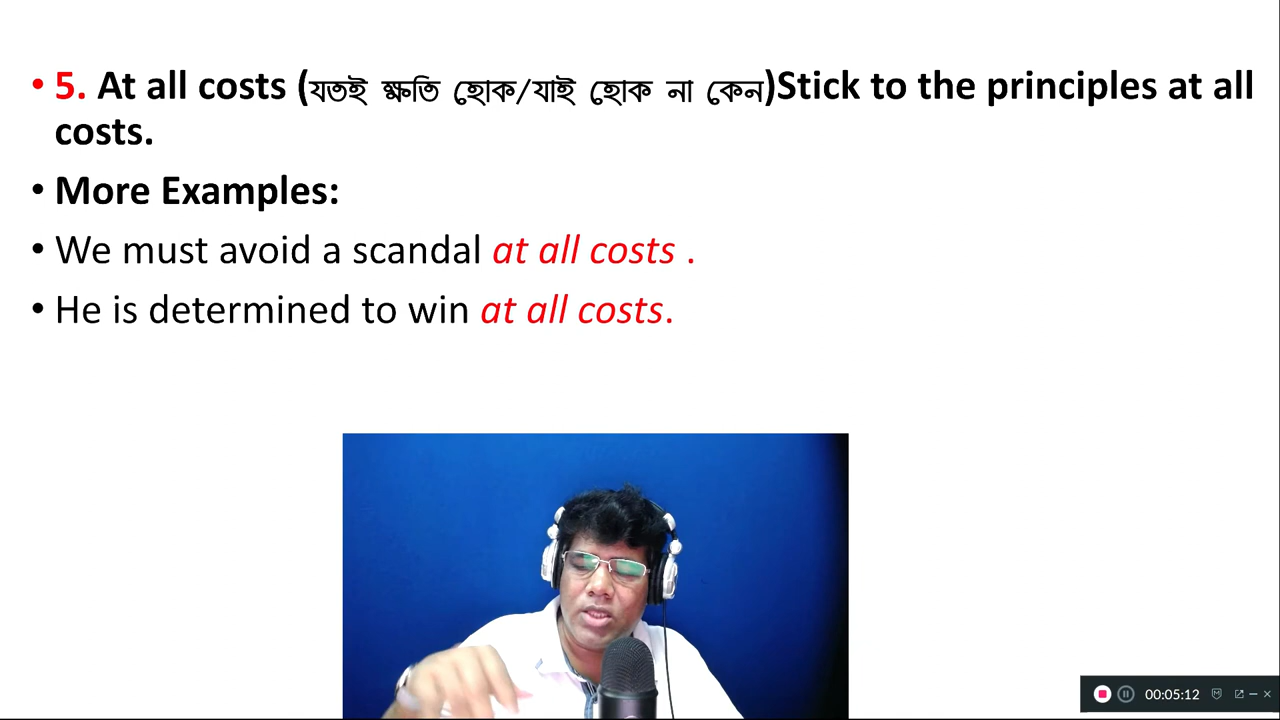 • 5. At all costs (যতই ক্ষতি হোক/যাই হোক না কেন)Stick to the principles at all
costs.
• More Examples:
• We must avoid a scandal at all costs .
• He is determined to win at all costs.
00:05:12